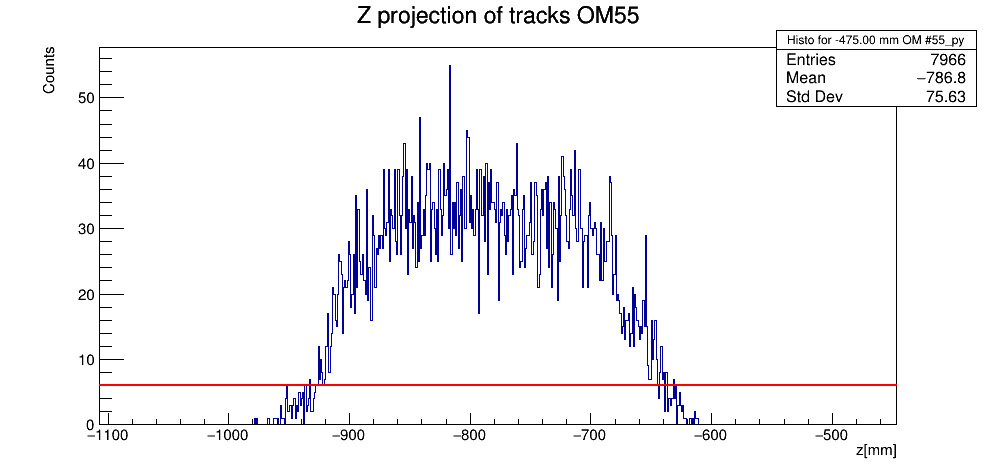 Z projection of tracks OM55
Histo for -475.00 mm OM #55_py
Entries 7966
Mean −786.8
Std Dev 75.63
Counts
50
40
30
20
10
0
−1100 −1000 −900 −800 −700 −600 −500
z[mm]